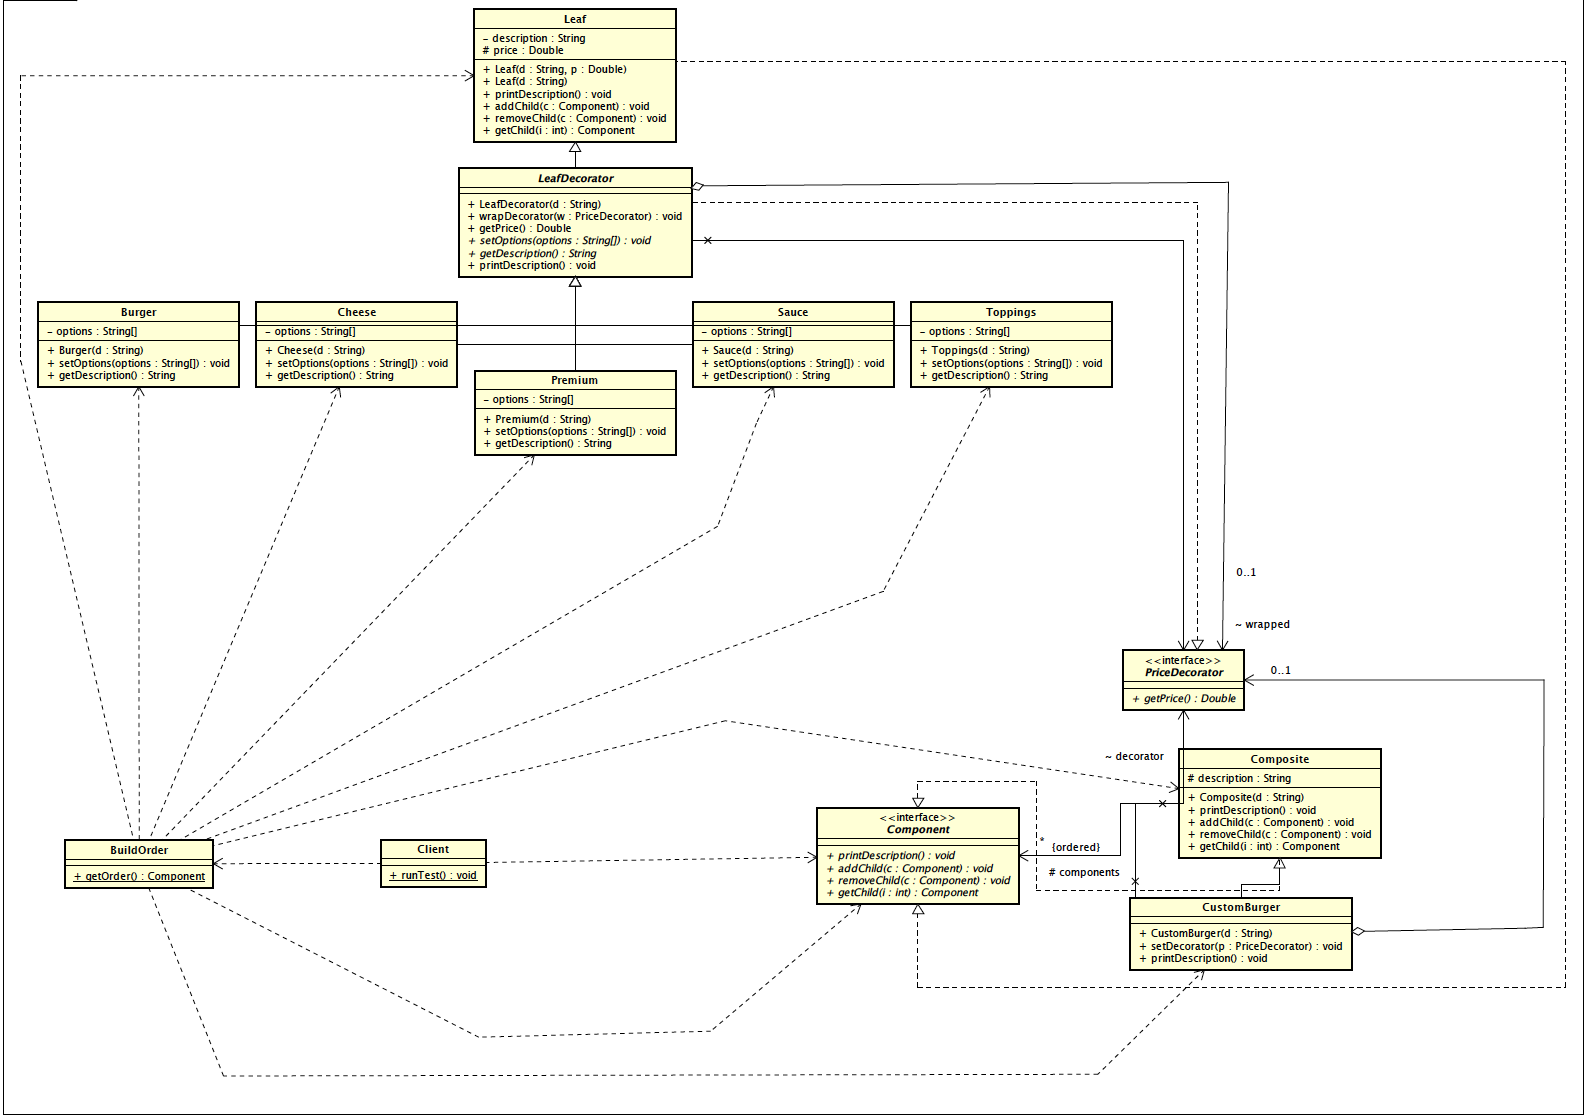 Leaf
- description : String
# price : Double
+ Leaf(d : String, p : Double)
+ Leaf(d : String)
+ printDescription() : void
+ addChild(c : Component) : void
+ removeChild(c : Component) : void
+ getChild(i : int) : Component
LeafDecorator
+ LeafDecorator(d : String)
+ wrapDecorator(w : PriceDecorator) : void
+ getPrice() : Double
+ setOptions(options : String[]) : void
+ getDescription() : String
+ printDescription() : void
Burger
- options : String[]
+ Burger(d : String)
+ setOptions(options : String[]) : void
+ getDescription() : String
Cheese
- options : String[]
+ Cheese(d : String)
+ setOptions(options : String[]) : void
+ getDescription() : String
Premium
- options : String[]
+ Premium(d : String)
+ setOptions(options : String[]) : void
+ getDescription() : String
Sauce
- options : String[]
+ Sauce(d : String)
+ setOptions(options : String[]) : void
+ getDescription() : String
Toppings
- options : String[]
+ Toppings(d : String)
+ setOptions(options : String[]) : void
+ getDescription() : String
0..1
~ wrapped
<<interface>>
PriceDecorator
+ getPrice() : Double
0..1
~ decorator
Composite
# description : String
+ Composite(d : String)
+ printDescription() : void
+ addChild(c : Component) : void
+ removeChild(c : Component) : void
+ getChild(i : int) : Component
BuildOrder
+ getOrder() : Component
Client
+ runTest() : void
<<interface>>
Component
+ printDescription() : void
+ addChild(c : Component) : void
+ removeChild(c : Component) : void
+ getChild(i : int) : Component
*
{ordered}
# components
CustomBurger
+ CustomBurger(d : String)
+ setDecorator(p : PriceDecorator) : void
+ printDescription() : void